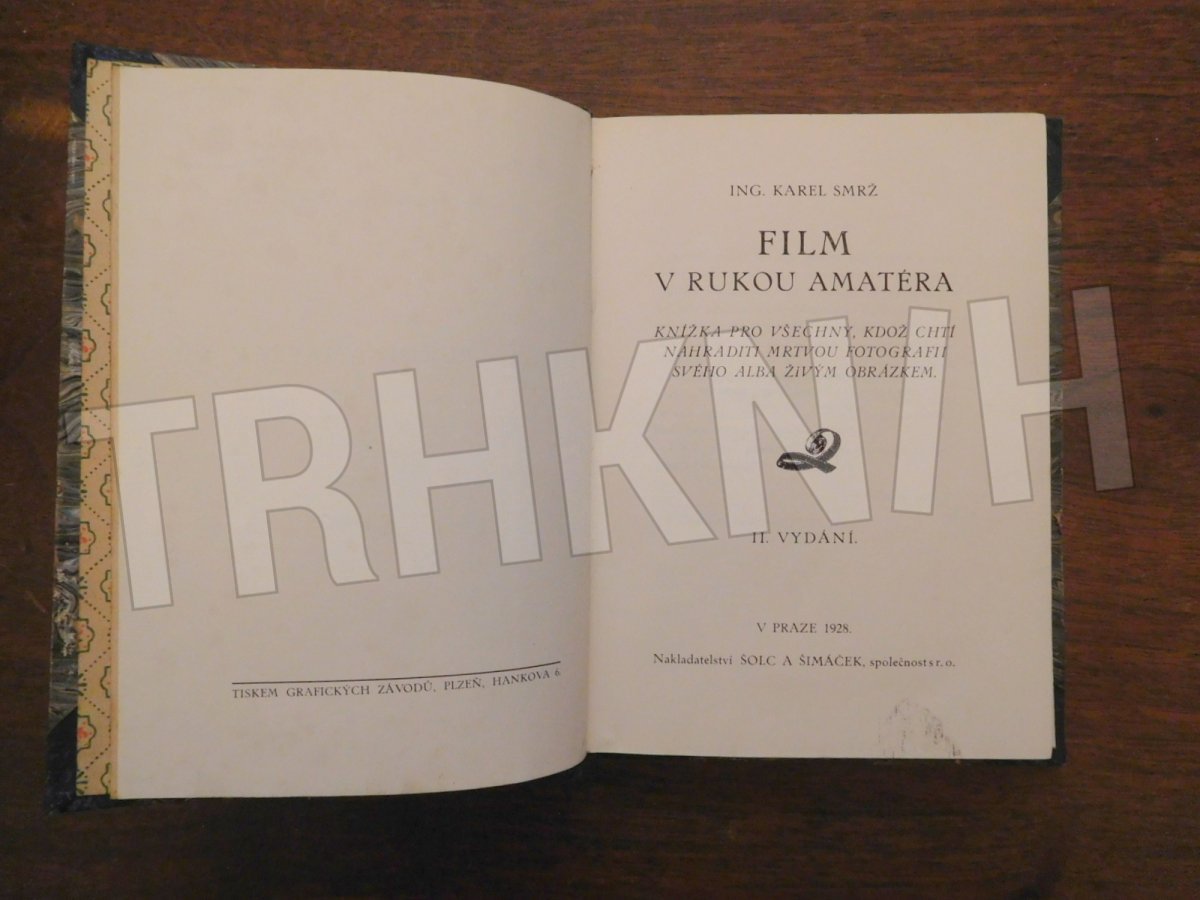 TISKEM GRAFICKÝCH ZÁVODŮ, PLZEŇ, HANKOVA 6.
ING. KAREL SMRŽ
FILM
V RUKOU AMATÉRA
KNÍŽKA PRO VŠECHNY, KDOŽ CHTÍ
NAHRADITI MRTVOU FOTOGRAFII
SVÉHO ALBA ŽIVÝM OBRÁZKEM.
II. VYDÁNÍ.
V PRAZE 1928.
Nakladatelství ŠOLC A ŠIMÁČEK, společnost s r. o.
TRHKNIH